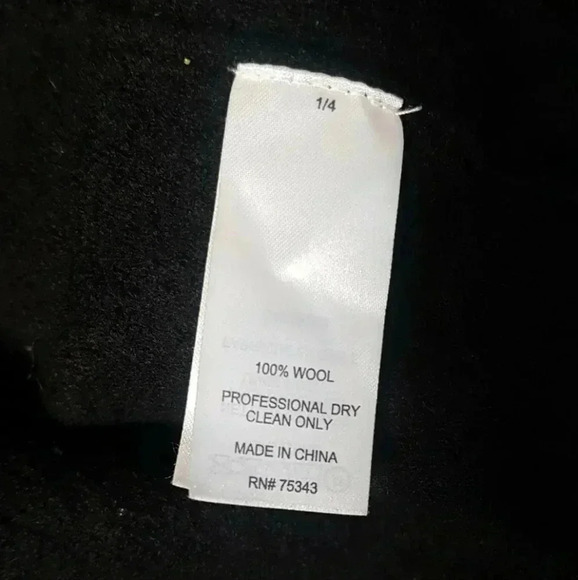 1/4
100% WOOL
PROFESSIONAL DRY
CLEAN ONLY
MADE IN CHINA
RN# 75343